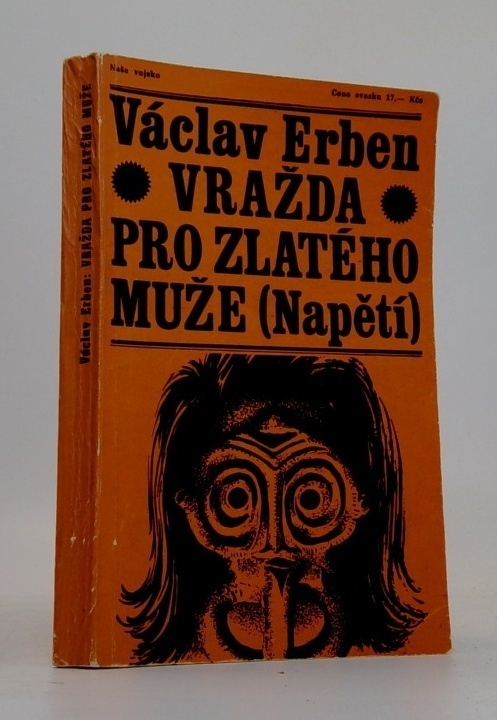 Naše vojsko
Cena svazku 17,— Kčs
Václav Erben
VRAŽDA
PRO ZLATÉHO
MUŽE (Napětí)
Václav Erben: VRAŽDA PRO ZLATÉHO MUŽE